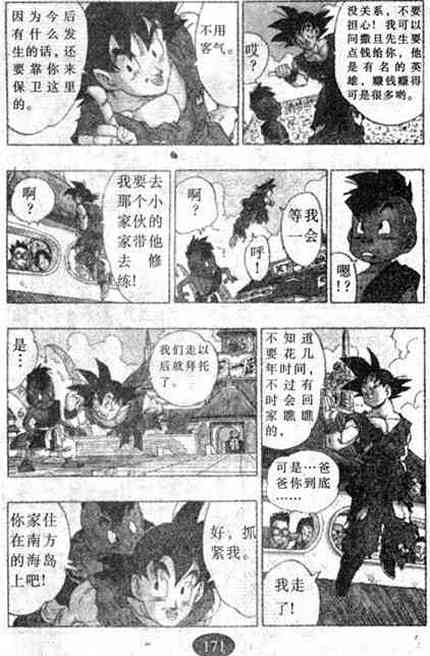 没关系，不要
担心！我可以
问撒旦先生要
点钱给你，他
是有名的英
雄，赚钱赚得
可是很多哟。
哎？
不用
客气。
因为今后
有什么发
生的话，还
要靠你来
保卫这里
的。
嗯！？
等我
一会
呼！
啊？
我要去
那个小
家伙的
家带他
去修
练！
啊？
不知道
要花几
年时间，
不过有
时会回
家瞧瞧
的，
可是…爸
爸你到底
……
我走
了！
我们走以
后就拜托
了。
是…
好，抓
紧我。
你家住
在南方
的海岛
上吧！
171